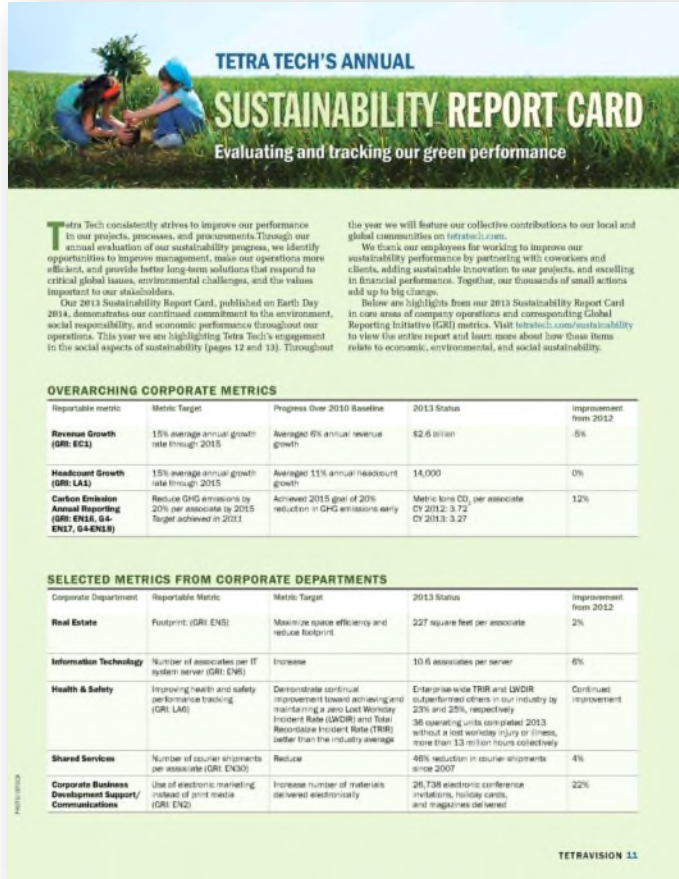 TETRA TECH'S ANNUAL
SUSTAINABILITY REPORT CARD
Evaluating and tracking our green performance
Tetra Tech consistently strives to improve our performance
in our projects, processes, and procurements.Through our
annual evaluation of our sustainability progress, we identify
opportunities to improve management, make our operations more
efficient, and provide better long-term solutions that respond to
critical global issues, environmental challenges, and the values
important to our stakeholders.
Our 2013 Sustainability Report Card, published on Earth Day
2014, demonstrates our continued commitment to the environment,
social responsibility, and economic performance throughout our
operations. This year we are highlighting Tetra Tech's engagement
in the social aspects of sustainability (pages 12 and 13). Throughout
the year we will feature our collective contributions to our local and
global communities on tetratech.com.
We thank our employees for working to improve our
sustainability performance by partnering with coworkers and
clients, adding sustainable innovation to our projects, and excelling
in financial performance. Together, our thousands of small actions
add up to big change.
Below are highlights from our 2013 Sustainability Report Card
in core areas of company operations and corresponding Global
Reporting Initiative (GRI) metrics. Visit tetratech.com/sustainability
to view the entire report and learn more about how these items
relate to economic, environmental, and social sustainability.
OVERARCHING CORPORATE METRICS
Reportable metric
Metric Target
Progress Over 2010 Baseline
2013 Status
Improvement
from 2012
Revenue Growth
(GRI: EC1)
15% average annual growth
rate through 2015
Averaged 6% annual revenue
growth
$2.6 billion
-5%
Headcount Growth
(GRI: LA1)
15% average annual growth
rate through 2015
Averaged 11% annual headcount
growth
14,000
0%
Carbon Emission
Annual Reporting
(GRI: EN16, G4-
EN17, G4-EN18)
Reduce GHG emissions by
20% per associate by 2015
Target achieved in 2011
Achieved 2015 goal of 20%
reduction in GHG emissions early
Metric tons CO₂ per associate
CY 2012: 3.72
CY 2013: 3.27
12%
SELECTED METRICS FROM CORPORATE DEPARTMENTS
Corporate Department
Reportable Metric
Metric Target
2013 Status
Improvement
from 2012
Real Estate
Footprint: (GRI: EN5)
Maximize space efficiency and
reduce footprint
227 square feet per associate
2%
Information Technology
Number of associates per IT
system server (GRI: EN6)
Increase
10.6 associates per server
6%
Health & Safety
Improving health and safety
performance tracking
(GRI: LA6)
Demonstrate continual
improvement toward achieving and
maintaining a zero Lost Workday
Incident Rate (LWDIR) and Total
Recordable Incident Rate (TRIR)
better than the industry average
Enterprise-wide TRIR and LWDIR
outperformed others in our industry by
23% and 25%, respectively
36 operating units completed 2013
without a lost workday injury or illness,
more than 13 million hours collectively
Continued
improvement
Shared Services
Number of courier shipments
per associate (GRI: EN30)
Reduce
46% reduction in courier shipments
since 2007
4%
Corporate Business
Development Support/
Communications
Use of electronic marketing
instead of print media
(GRI: EN2)
Increase number of materials
delivered electronically
26,738 electronic conference
invitations, holiday cards,
and magazines delivered
22%
TETRAVISION 11